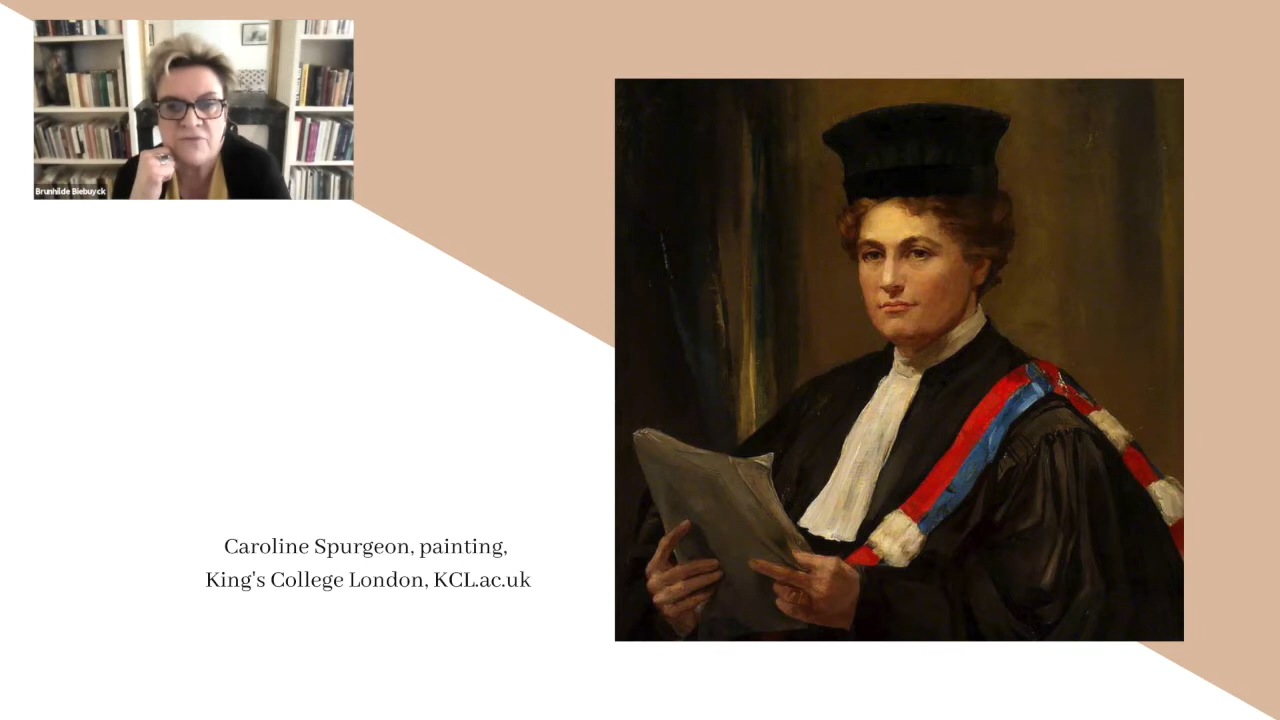 Brunhilde Biebuyck
Caroline Spurgeon, painting,
King's College London, KCL.ac.uk